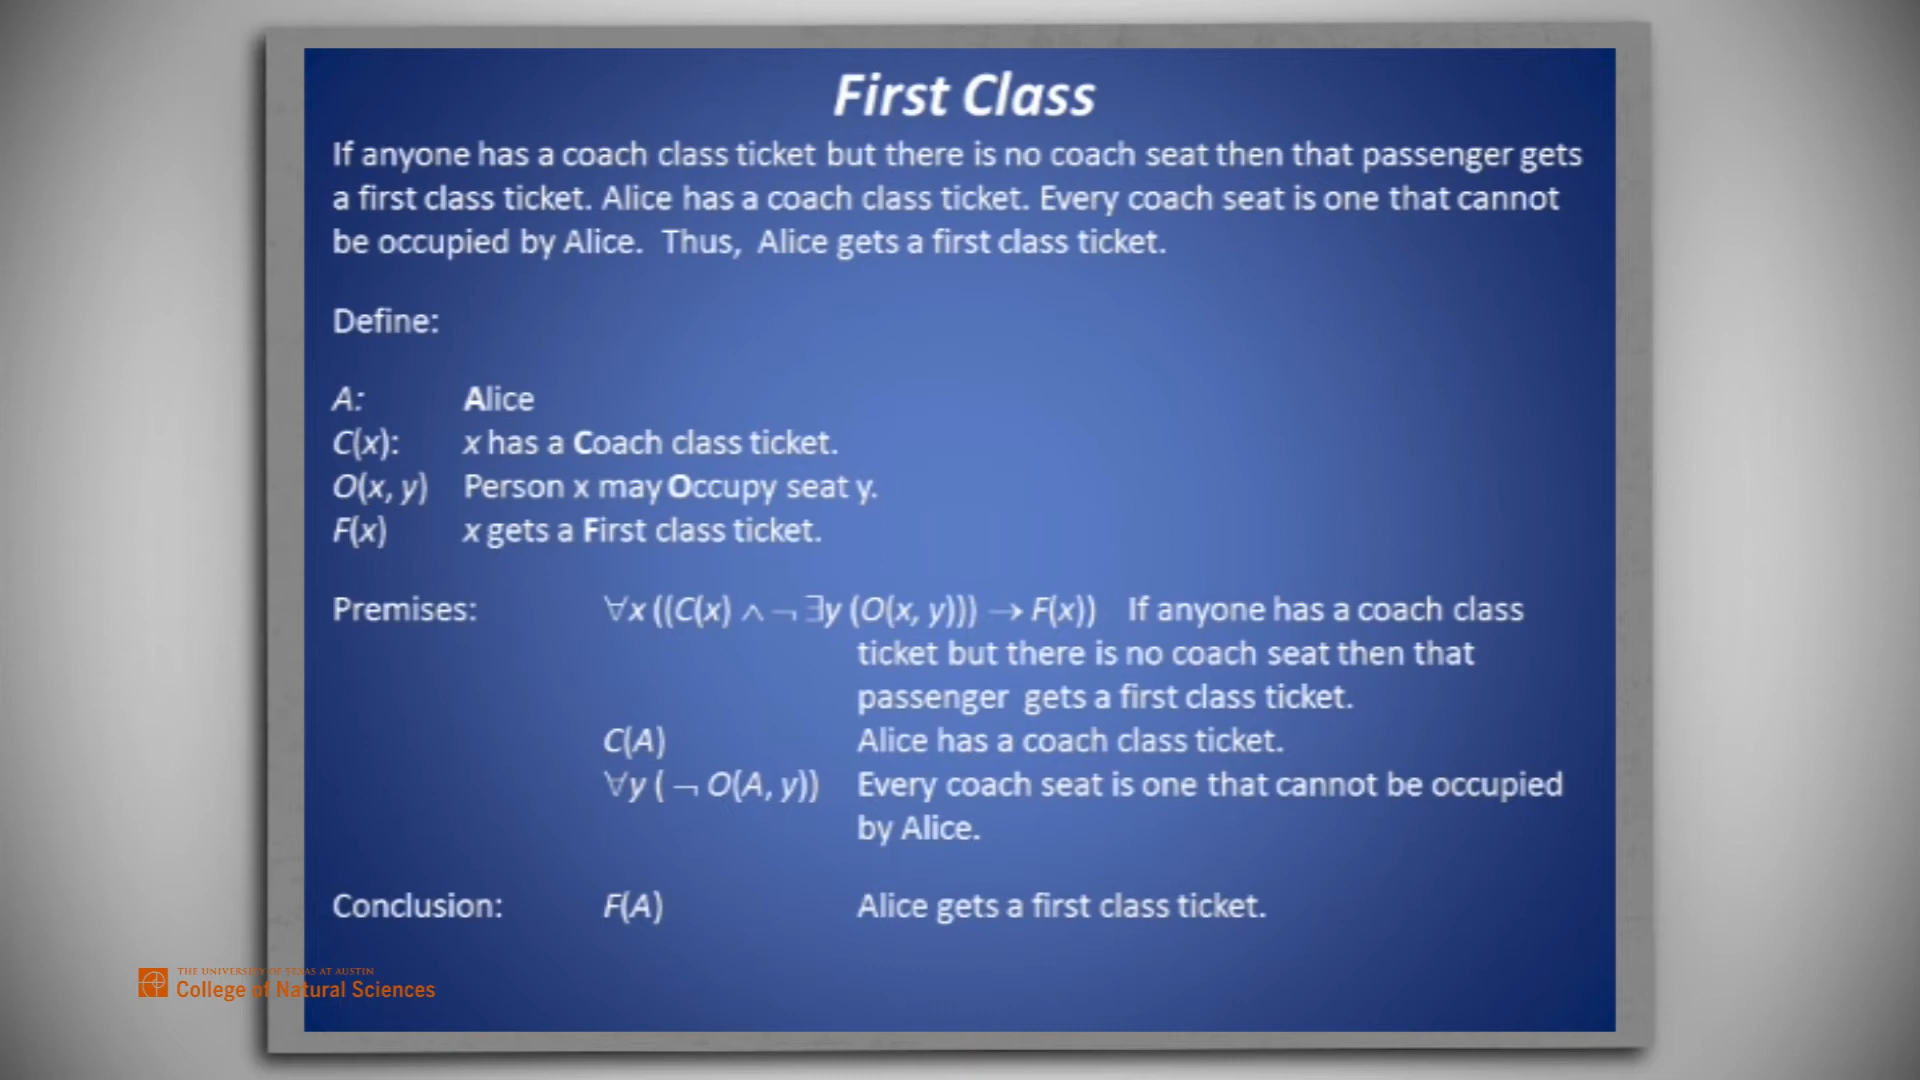 First Class
If anyone has a coach class ticket but there is no coach seat then that passenger gets
a first class ticket. Alice has a coach class ticket. Every coach seat is one that cannot
be occupied by Alice. Thus, Alice gets a first class ticket.
Define:
A: Alice
C(x): x has a Coach class ticket.
O(x, y) Person x may Occupy seat y.
F(x) x gets a First class ticket.
Premises: ∀x ((C(x) ∧ ¬ ∃y (O(x, y))) → F(x)) If anyone has a coach class
ticket but there is no coach seat then that
passenger gets a first class ticket.
C(A) Alice has a coach class ticket.
∀y ( ¬ O(A, y)) Every coach seat is one that cannot be occupied
by Alice.
Conclusion: F(A) Alice gets a first class ticket.
THE UNIVERSITY OF TEXAS AT AUSTIN
College of Natural Sciences